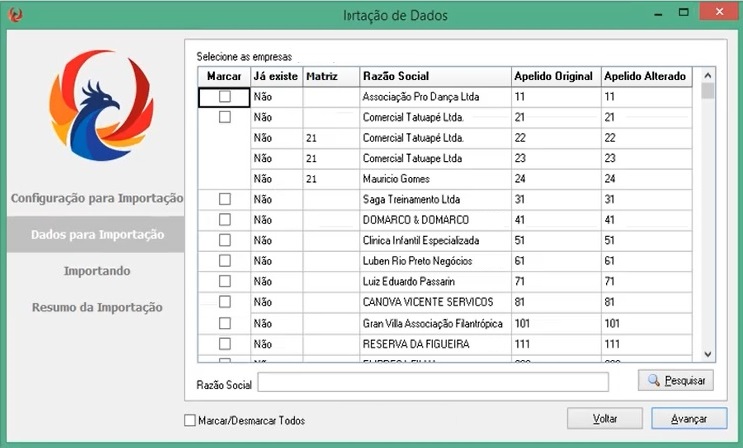 Iırtação de Dados
Selecione as empresas
Marcar Já existe Matriz Razão Social Apelido Original Apelido Alterado
Não Associação Pro Dança Ltda 11 11
Não Comercial Tatuapé Ltda. 21 21
Não 21 Comercial Tatuapé Ltda. 22 22
Não 21 Comercial Tatuape Ltda 23 23
Não 21 Mauricio Gomes 24 24
Não Saga Treinamento Ltda 31 31
Não DOMARCO & DOMARCO 41 41
Não Clinica Infantil Especializada 51 51
Não Luben Rio Preto Negócios 61 61
Não Luiz Eduardo Passarin 71 71
Não CANOVA VICENTE SERVICOS 81 81
Não Gran Villa Associação Filantrópica 101 101
Não RESERVA DA FIGUEIRA 111 111
Configuração para Importação
Dados para Importação
Importando
Resumo da Importação
Razão Social
Pesquisar
Marcar/Desmarcar Todos
Voltar Avançar